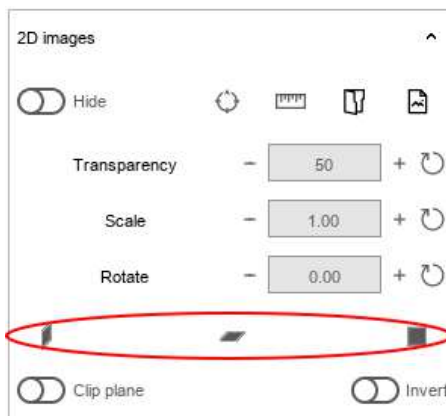 2D images
Hide
Transparency - 50 +
Scale - 1.00 +
Rotate - 0.00 +
Clip plane Invert